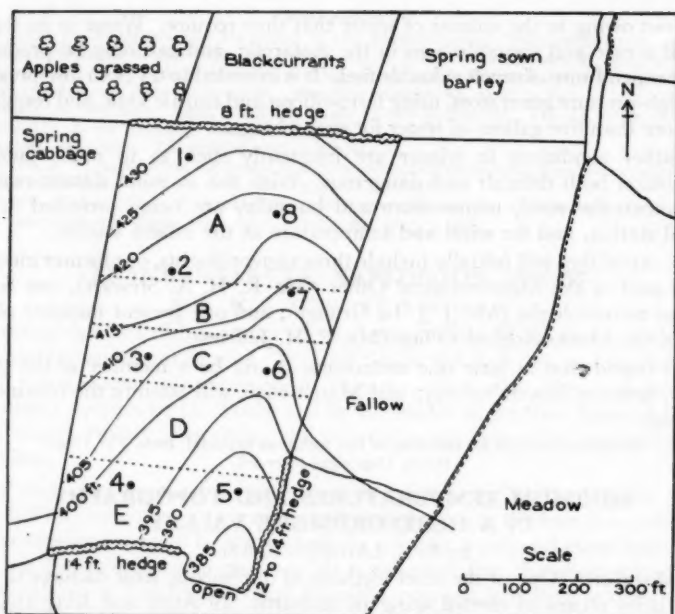 Apples grassed
Blackcurrants
Spring sown
Ley
N
8 ft. hedge
Spring
cabbage
1
430
8
425
A
420
2
7
B
415
410
3
C
6
Fallow
D
405
400 ft.
4
5
E
395
390
385
14 ft. hedge
open
12 to 14 ft. hedge
Meadow
Scale
0 100 200 300 ft